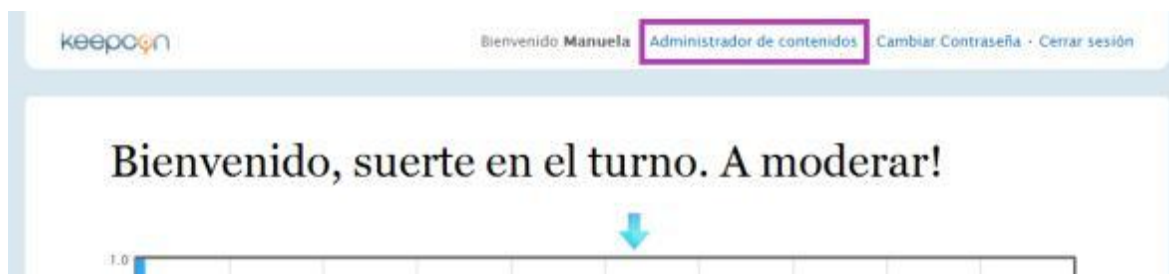 keepcon
Bienvenido Manuela Administrador de contenidos Cambiar Contraseña · Cerrar sesión
Bienvenido, suerte en el turno. A moderar!
1.0